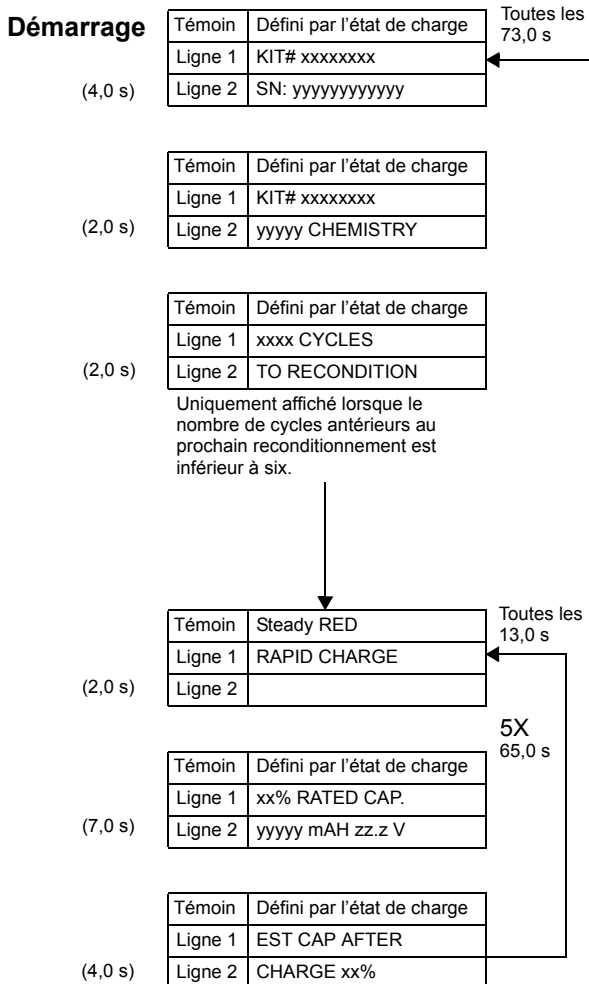 Démarrage
Témoin Défini par l'état de charge
Ligne 1 KIT# xxxxxxxx
(4,0 s) Ligne 2 SN: yyyyyyyyyyyy
Toutes les
73,0 s
Témoin Défini par l'état de charge
Ligne 1 KIT# xxxxxxxx
(2,0 s) Ligne 2 yyyyy CHEMISTRY
Témoin Défini par l'état de charge
Ligne 1 xxxx CYCLES
(2,0 s) Ligne 2 TO RECONDITION
Uniquement affiché lorsque le
nombre de cycles antérieurs au
prochain reconditionnement est
inférieur à six.
Témoin Steady RED
Ligne 1 RAPID CHARGE
(2,0 s) Ligne 2
Toutes les
13,0 s
5X
65,0 s
Témoin Défini par l'état de charge
Ligne 1 xx% RATED CAP.
(7,0 s) Ligne 2 yyyyy mAH zz.z V
Témoin Défini par l'état de charge
Ligne 1 EST CAP AFTER
(4,0 s) Ligne 2 CHARGE xx%